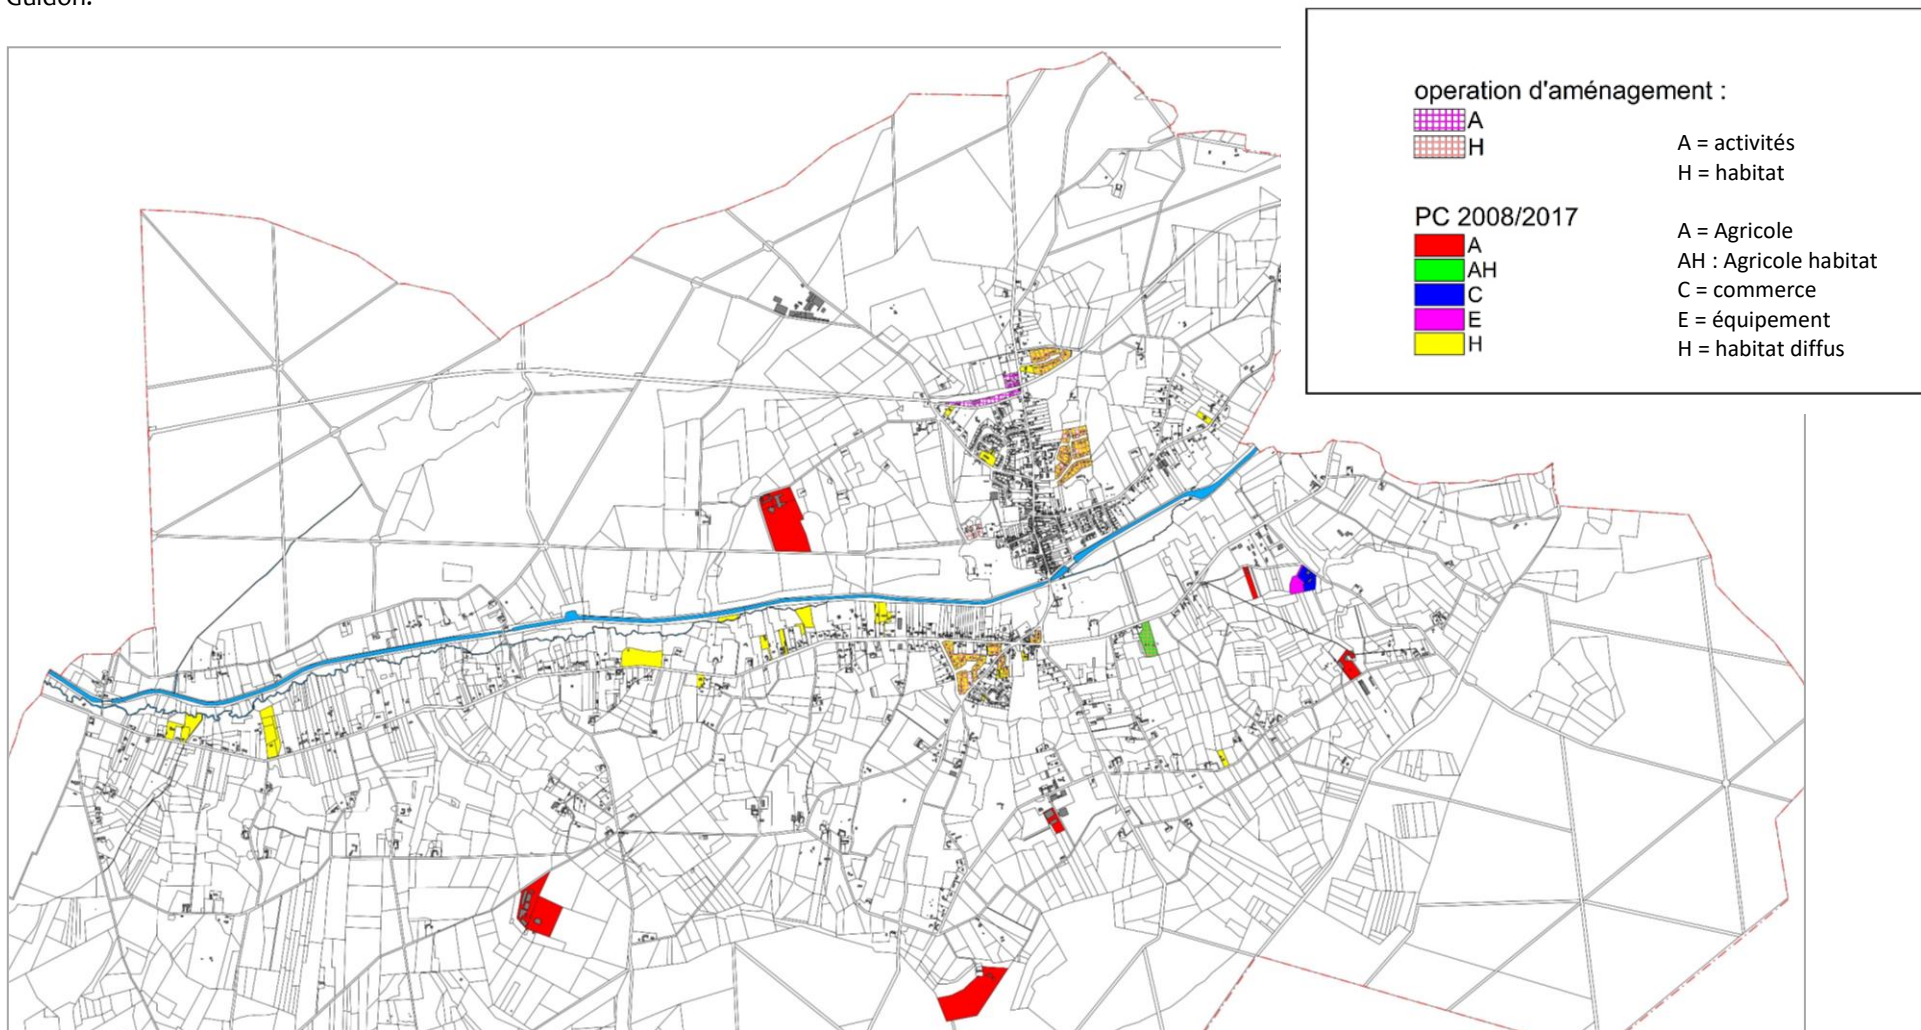 Guidon.
operation d'aménagement :
A
H
A = activités
H = habitat
PC 2008/2017
A
AH
C
E
H
A = Agricole
AH : Agricole habitat
C = commerce
E = équipement
H = habitat diffus